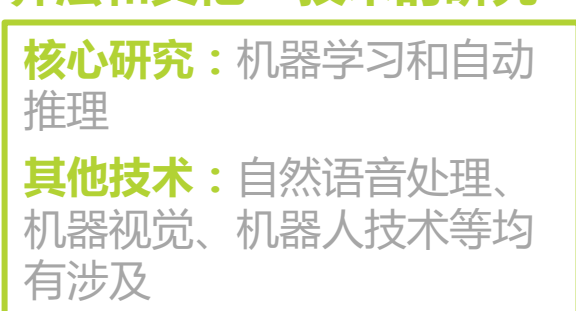 核心研究：机器学习和自动
推理
其他技术：自然语音处理、
机器视觉、机器人技术等均
有涉及